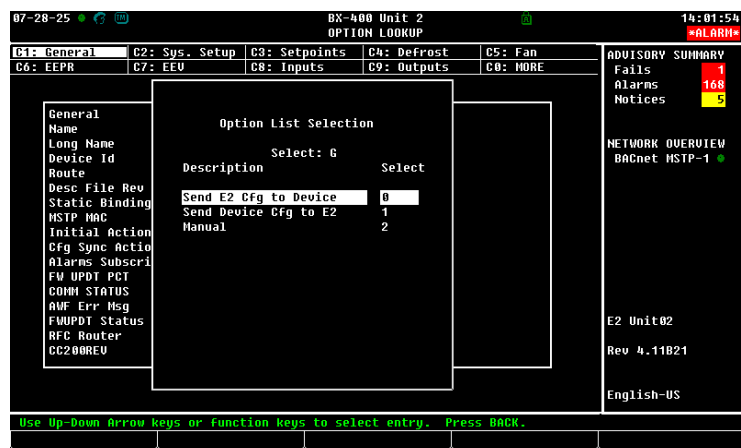 07-28-25 BX-400 Unit 2 14:01:54
OPTION LOOKUP *ALARM*
C1: General C2: Sys. Setup C3: Setpoints C4: Defrost C5: Fan
C6: EEPR C7: EEV C8: Inputs C9: Outputs C0: MORE
ADVISORY SUMMARY
Fails 1
Alarms 168
Notices 5
NETWORK OVERVIEW
BACnet MSTP-1
General
Name
Long Name
Device Id
Route
Desc File Rev
Static Binding
MSTP MAC
Initial Action
Cfg Sync Actio
Alarms Subscri
FW UPDT PCT
COMM STATUS
AWF Err Msg
FWUPDT Status
RFC Router
CC200REV
Option List Selection
Select: G
Description Select
Send E2 Cfg to Device 0
Send Device Cfg to E2 1
Manual 2
E2 Unit02
Rev 4.11B21
English-US
Use Up-Down Arrow keys or function keys to select entry. Press BACK.